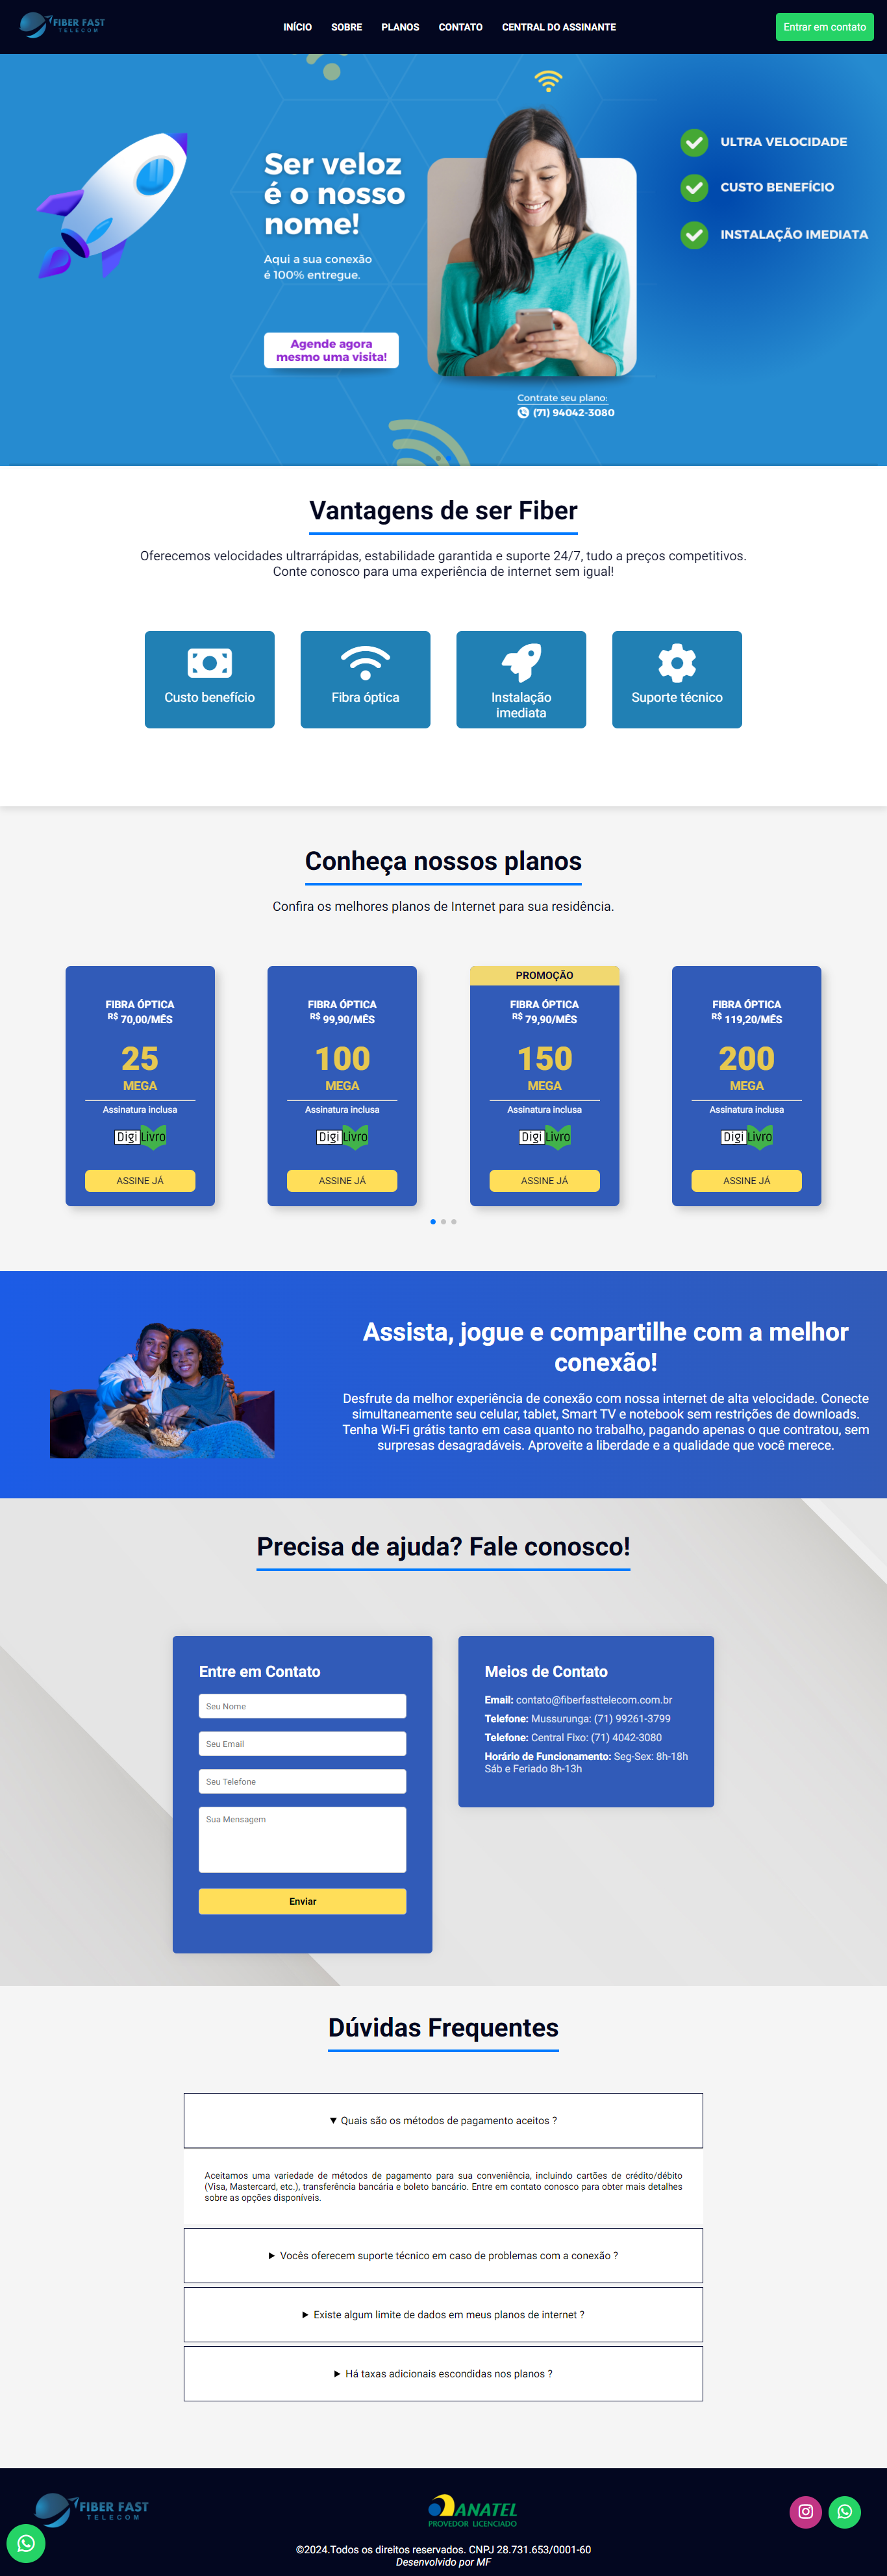 FIBER FAST
TELECOM
INÍCIO
SOBRE
PLANOS
CONTATO
CENTRAL DO ASSINANTE
Entrar em contato
Ser veloz
é o nosso
nome!
Aqui a sua conexão
é 100% entregue.
Agende agora
mesmo uma visita!
Contrate seu plano:
(71) 94042-3080
ULTRA VELOCIDADE
CUSTO BENEFÍCIO
INSTALAÇÃO IMEDIATA
Vantagens de ser Fiber
Oferecemos velocidades ultrarrápidas, estabilidade garantida e suporte 24/7, tudo a preços competitivos.
Conte conosco para uma experiência de internet sem igual!
Custo benefício
Fibra óptica
Instalação
imediata
Suporte técnico
Conheça nossos planos
Confira os melhores planos de Internet para sua residência.
FIBRA ÓPTICA
R$ 70,00/MÊS
25
MEGA
Assinatura inclusa
Digi Livro
ASSINE JÁ
FIBRA ÓPTICA
R$ 99,90/MÊS
100
MEGA
Assinatura inclusa
Digi Livro
ASSINE JÁ
PROMOÇÃO
FIBRA ÓPTICA
R$ 79,90/MÊS
150
MEGA
Assinatura inclusa
Digi Livro
ASSINE JÁ
FIBRA ÓPTICA
R$ 119,20/MÊS
200
MEGA
Assinatura inclusa
Digi Livro
ASSINE JÁ
Assista, jogue e compartilhe com a melhor
conexão!
Desfrute da melhor experiência de conexão com nossa internet de alta velocidade. Conecte
simultaneamente seu celular, tablet, Smart TV e notebook sem restrições de downloads.
Tenha Wi-Fi grátis tanto em casa quanto no trabalho, pagando apenas o que contratou, sem
surpresas desagradáveis. Aproveite a liberdade e a qualidade que você merece.
Precisa de ajuda? Fale conosco!
Entre em Contato
Seu Nome
Seu Email
Seu Telefone
Sua Mensagem
Enviar
Meios de Contato
Email: contato@fiberfasttelecom.com.br
Telefone: Mussurunga: (71) 99261-3799
Telefone: Central Fixo: (71) 4042-3080
Horário de Funcionamento: Seg-Sex: 8h-18h
Sáb e Feriado 8h-13h
Dúvidas Frequentes
Quais são os métodos de pagamento aceitos ?
Aceitamos uma variedade de métodos de pagamento para sua conveniência, incluindo cartões de crédito/débito
(Visa, Mastercard, etc.), transferência bancária e boleto bancário. Entre em contato conosco para obter mais detalhes
sobre as opções disponíveis.
Vocês oferecem suporte técnico em caso de problemas com a conexão ?
Existe algum limite de dados em meus planos de internet ?
Há taxas adicionais escondidas nos planos ?
FIBER FAST
TELECOM
ANATEL
PROVEDOR LICENCIADO
©2024.Todos os direitos reservados. CNPJ 28.731.653/0001-60
Desenvolvido por MF